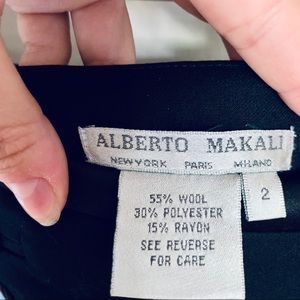 ALBERTO MAKALI
NEW YORK PARIS MILANO
2
55% WOOL
30% POLYESTER
15% RAYON
SEE REVERSE
FOR CARE